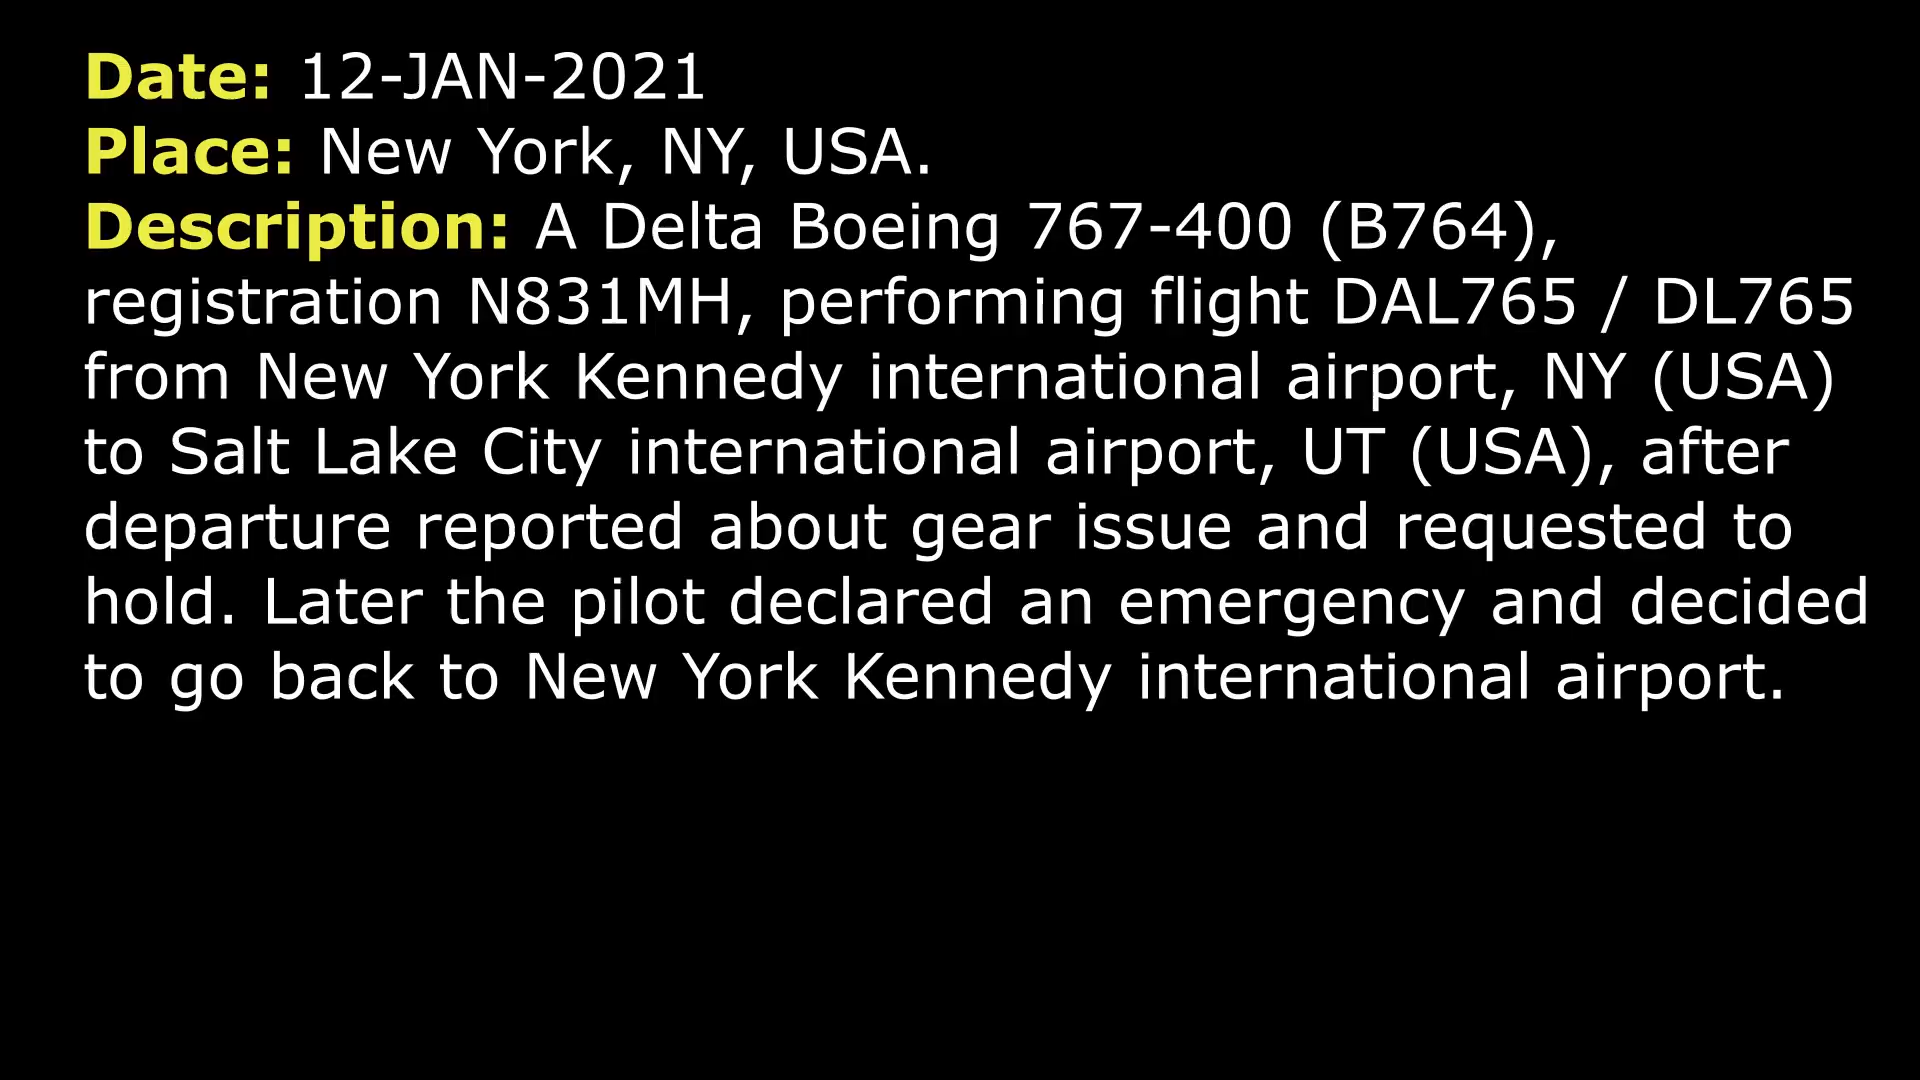 Date: 12-JAN-2021
Place: New York, NY, USA.
Description: A Delta Boeing 767-400 (B764),
registration N831MH, performing flight DAL765 / DL765
from New York Kennedy international airport, NY (USA)
to Salt Lake City international airport, UT (USA), after
departure reported about gear issue and requested to
hold. Later the pilot declared an emergency and decided
to go back to New York Kennedy international airport.